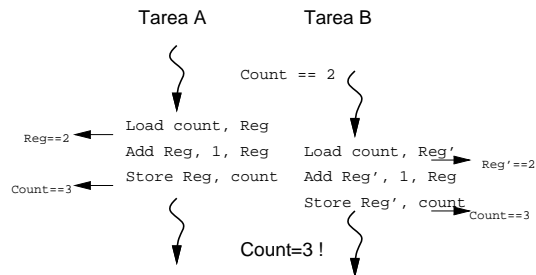 Tarea A
Tarea B
Count == 2
Load count, Reg
Reg==2
Add Reg, 1, Reg
Load count, Reg'
Reg'==2
Store Reg, count
Add Reg', 1, Reg
Count==3
Store Reg', count
Count==3
Count=3 !